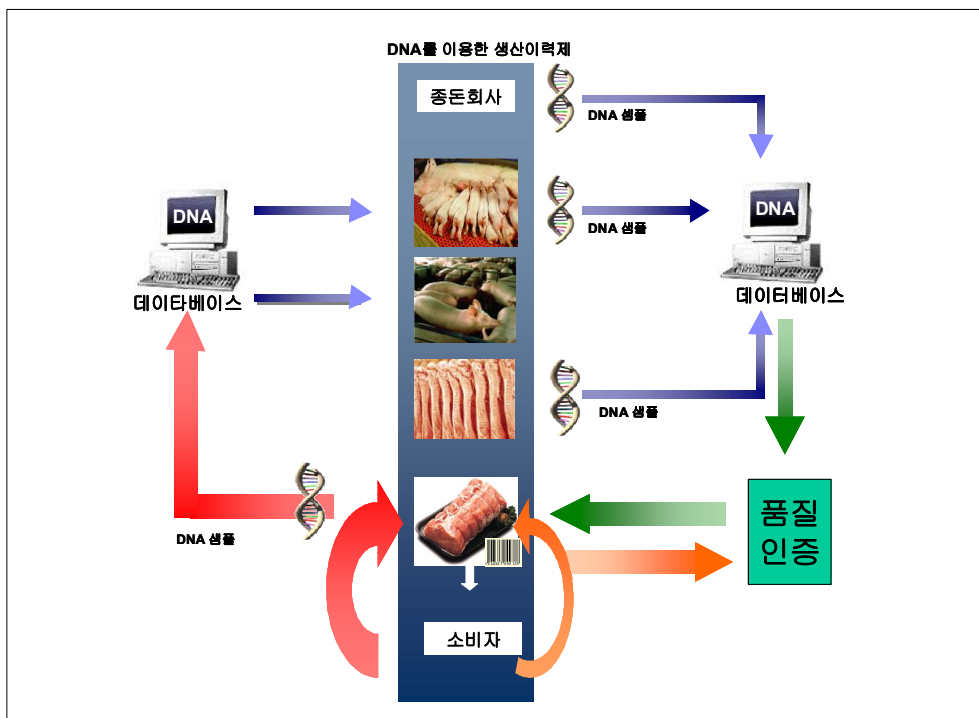 DNA를 이용한 생산이력제
종돈회사
DNA 샘플
DNA
데이타베이스
DNA 샘플
DNA
데이터베이스
DNA 샘플
DNA 샘플
품질
인증
소비자